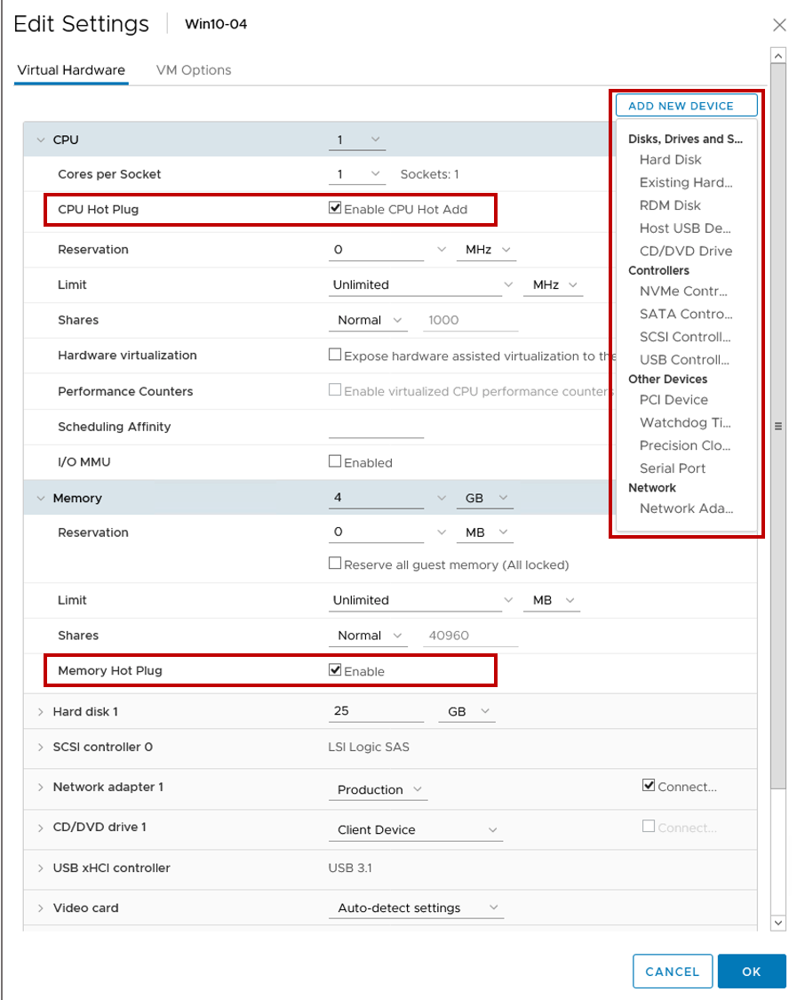 Edit Settings Win10-04
Virtual Hardware VM Options
ADD NEW DEVICE
Disks, Drives and S...
Hard Disk
Existing Hard...
RDM Disk
Host USB De...
CD/DVD Drive
Controllers
NVMe Contr...
SATA Contro...
SCSI Controll...
USB Controll...
Other Devices
PCI Device
Watchdog Ti...
Precision Clo...
Serial Port
Network
Network Ada...
CPU 1
Cores per Socket 1 Sockets: 1
CPU Hot Plug Enable CPU Hot Add
Reservation 0 MHz
Limit Unlimited MHz
Shares Normal 1000
Hardware virtualization Expose hardware assisted virtualization to the
Performance Counters Enable virtualized CPU performance counters
Scheduling Affinity
I/O MMU Enabled
Memory 4 GB
Reservation 0 MB
Reserve all guest memory (All locked)
Limit Unlimited MB
Shares Normal 40960
Memory Hot Plug Enable
Hard disk 1 25 GB
SCSI controller 0 LSI Logic SAS
Network adapter 1 Production Connect...
CD/DVD drive 1 Client Device Connect...
USB xHCI controller USB 3.1
Video card Auto-detect settings
CANCEL OK